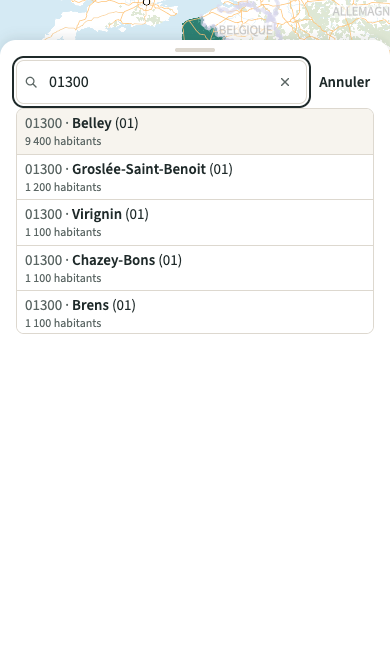 ALLEMAGN
BELGIQUE
01300
Annuler
01300 · Belley (01)
9 400 habitants
01300 · Groslée-Saint-Benoit (01)
1 200 habitants
01300 · Virignin (01)
1 100 habitants
01300 · Chazey-Bons (01)
1 100 habitants
01300 · Brens (01)
1 100 habitants